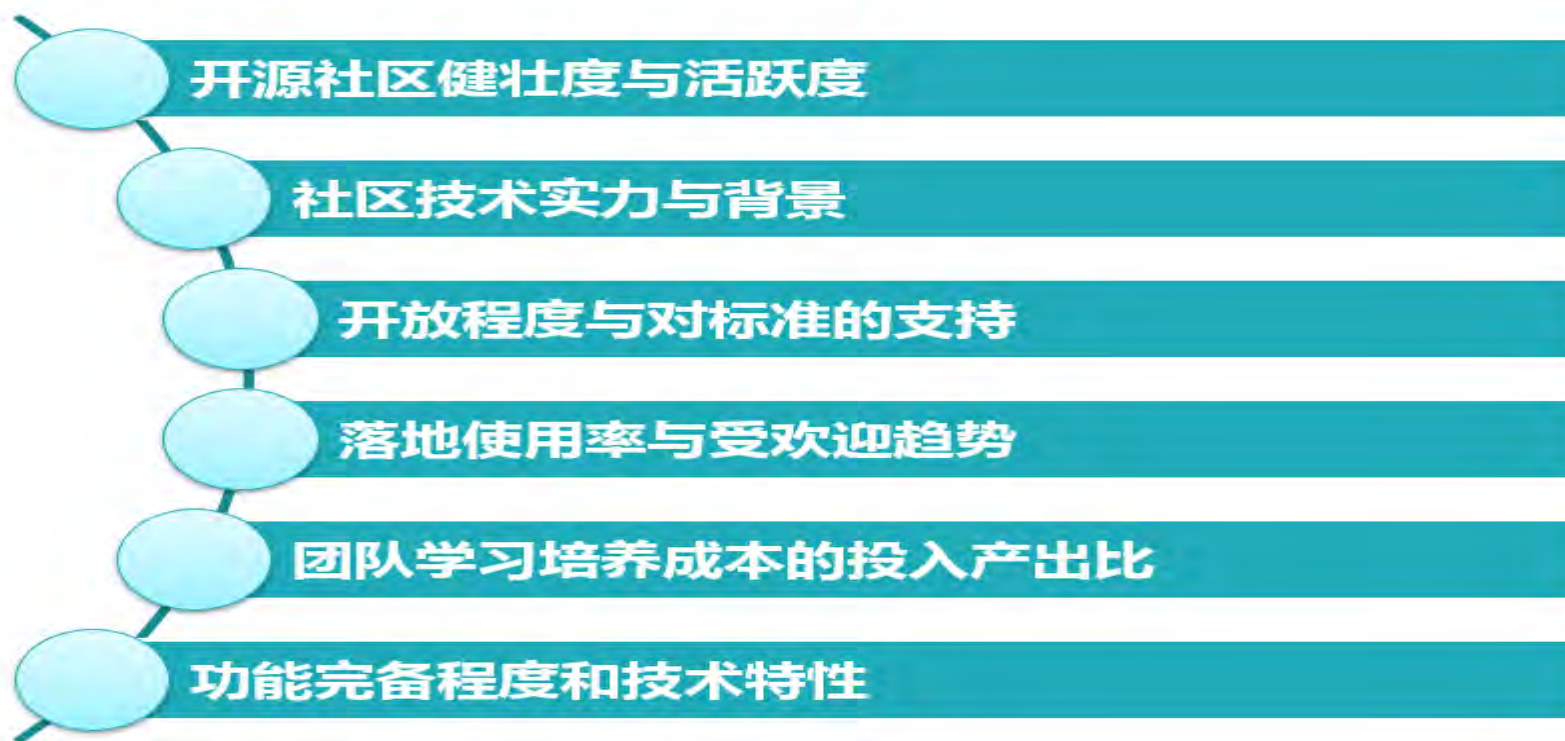 开源社区健壮度与活跃度
社区技术实力与背景
开放程度与对标准的支持
落地使用率与受欢迎趋势
团队学习培养成本的投入产出比
功能完备程度和技术特性